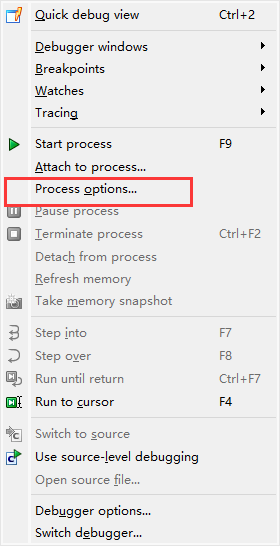 Quick debug view Ctrl+2
Debugger windows
Breakpoints
Watches
Tracing
Start process F9
Attach to process...
Process options...
Pause process
Terminate process Ctrl+F2
Detach from process
Refresh memory
Take memory snapshot
Step into F7
Step over F8
Run until return Ctrl+F7
Run to cursor F4
Switch to source
Use source-level debugging
Open source file...
Debugger options...
Switch debugger...